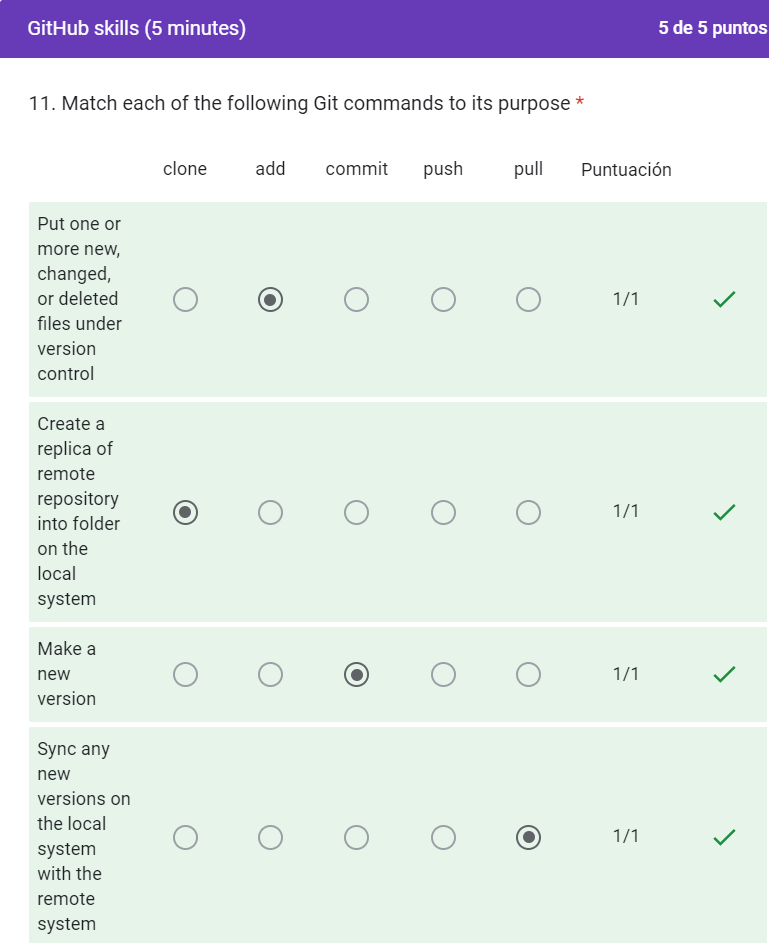 GitHub skills (5 minutes)
5 de 5 puntos
11. Match each of the following Git commands to its purpose *
clone add commit push pull Puntuación
Put one or
more new,
changed,
or deleted
files under
version
control
1/1
Create a
replica of
remote
repository
into folder
on the
local
system
1/1
Make a
new
version
1/1
Sync any
new
versions on
the local
system
with the
remote
system
1/1